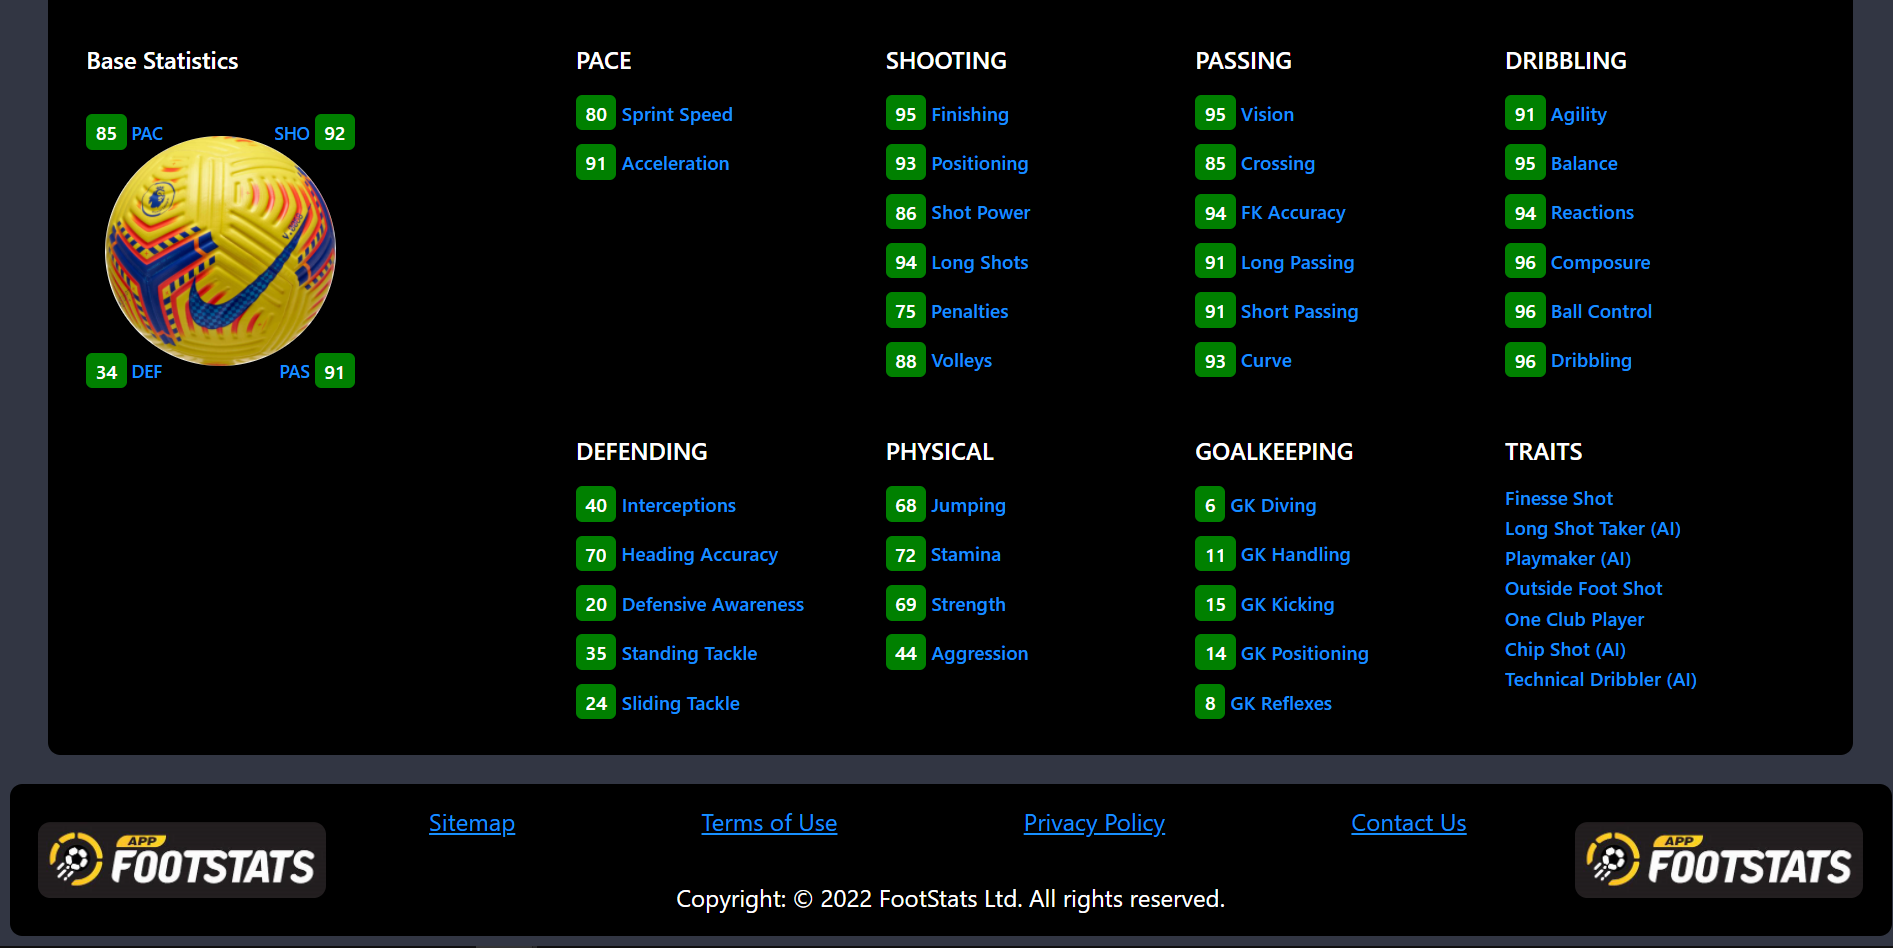 Base Statistics
85 PAC
SHO 92
34 DEF
PAS 91
PACE
80 Sprint Speed
91 Acceleration
SHOOTING
95 Finishing
93 Positioning
86 Shot Power
94 Long Shots
75 Penalties
88 Volleys
PASSING
95 Vision
85 Crossing
94 FK Accuracy
91 Long Passing
91 Short Passing
93 Curve
DRIBBLING
91 Agility
95 Balance
94 Reactions
96 Composure
96 Ball Control
96 Dribbling
DEFENDING
40 Interceptions
70 Heading Accuracy
20 Defensive Awareness
35 Standing Tackle
24 Sliding Tackle
PHYSICAL
68 Jumping
72 Stamina
69 Strength
44 Aggression
GOALKEEPING
6 GK Diving
11 GK Handling
15 GK Kicking
14 GK Positioning
8 GK Reflexes
TRAITS
Finesse Shot
Long Shot Taker (AI)
Playmaker (AI)
Outside Foot Shot
One Club Player
Chip Shot (AI)
Technical Dribbler (AI)
APP
FOOTSTATS
Sitemap
Terms of Use
Privacy Policy
Contact Us
Copyright: © 2022 FootStats Ltd. All rights reserved.
APP
FOOTSTATS